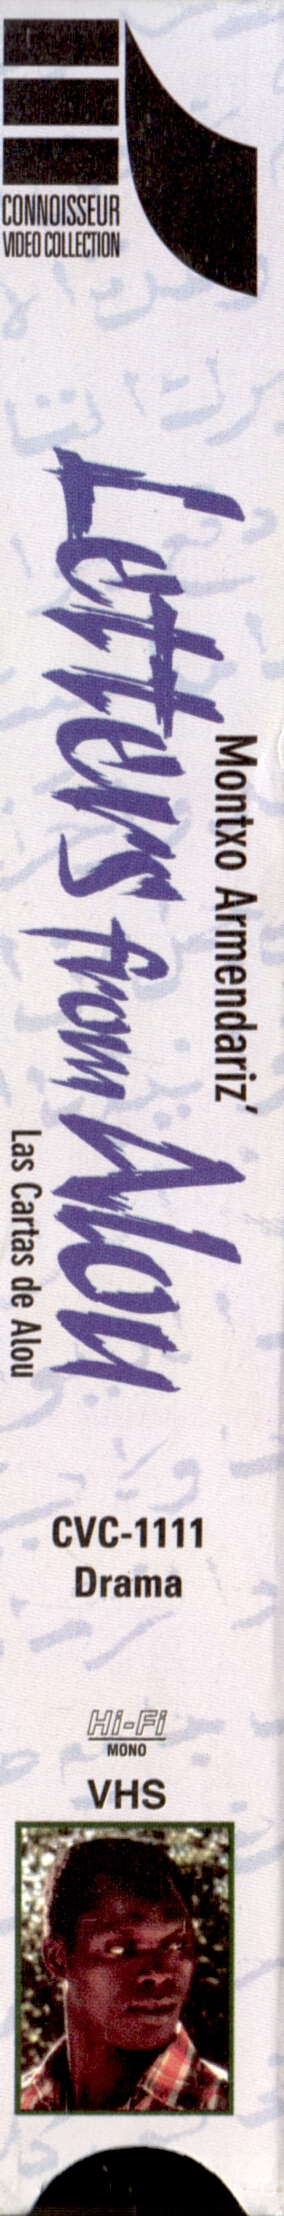 CONNOISSEUR
VIDEO COLLECTION
Montxo Armendariz'
Letters from Alou
Las Cartas de Alou
CVC-1111
Drama
Hi-Fi
MONO
VHS